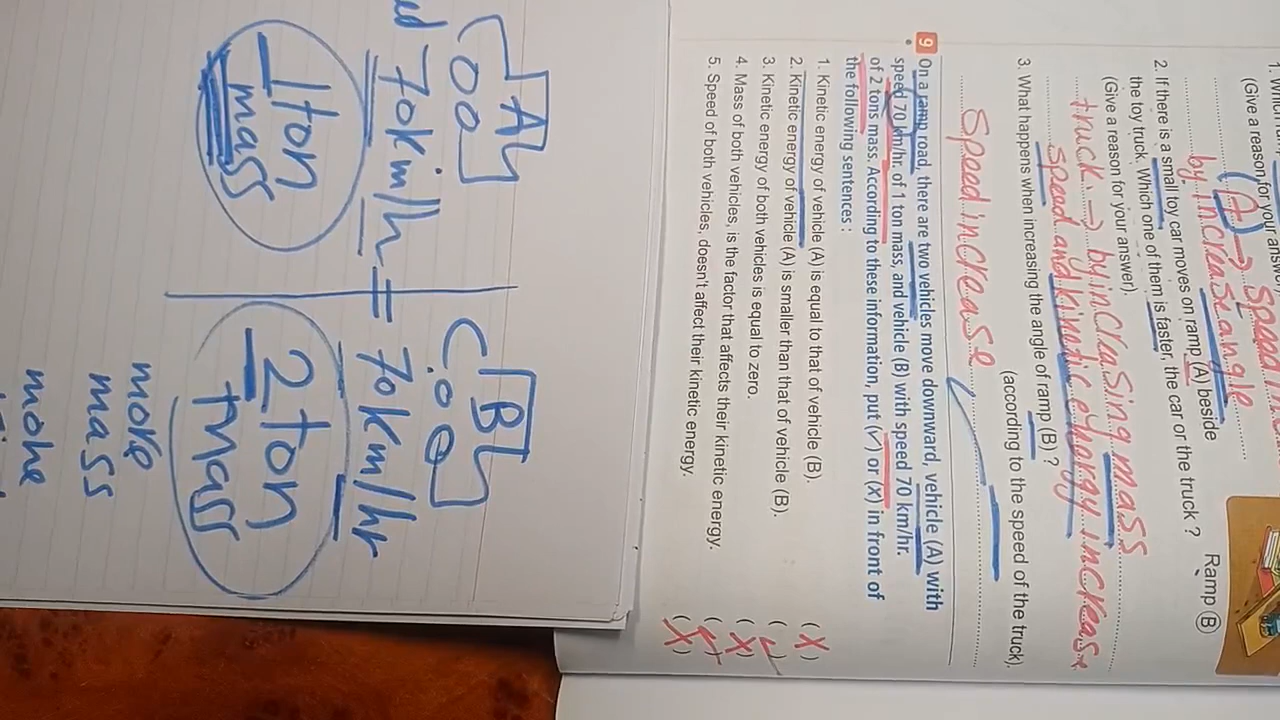 1. Which
(Give a reason for your answe
(A) → Speed
by increase angle
2. If there is a small toy car moves on ramp (A) beside
the toy truck. Which one of them is faster, the car or the truck ?
(Give a reason for your answer).
truck. → by increasing mass
speed and kinetic energy increase
3. What happens when increasing the angle of ramp (B) ?
(according to the speed of the truck)
Speed increase
Ramp B
9 On a ramp road, there are two vehicles move downward, vehicle (A) with
speed 70 km/hr. of 1 ton mass, and vehicle (B) with speed 70 km/hr.
of 2 tons mass. According to these information, put (✓) or (X) in front of
the following sentences :
1. Kinetic energy of vehicle (A) is equal to that of vehicle (B). (X)
2. Kinetic energy of vehicle (A) is smaller than that of vehicle (B). (✓)
3. Kinetic energy of both vehicles is equal to zero. (X)
4. Mass of both vehicles, is the factor that affects their kinetic energy. (✓)
5. Speed of both vehicles, doesn't affect their kinetic energy. (X)
A B
70km/h = 70km/hr
1 ton 2 ton
mass mass
more
mass
more